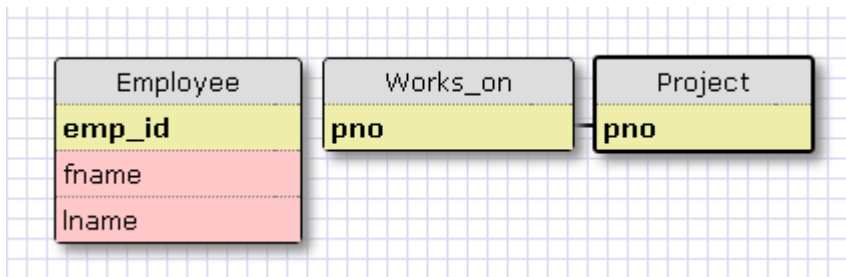 Employee
emp_id
fname
lname
Works_on
pno
Project
pno